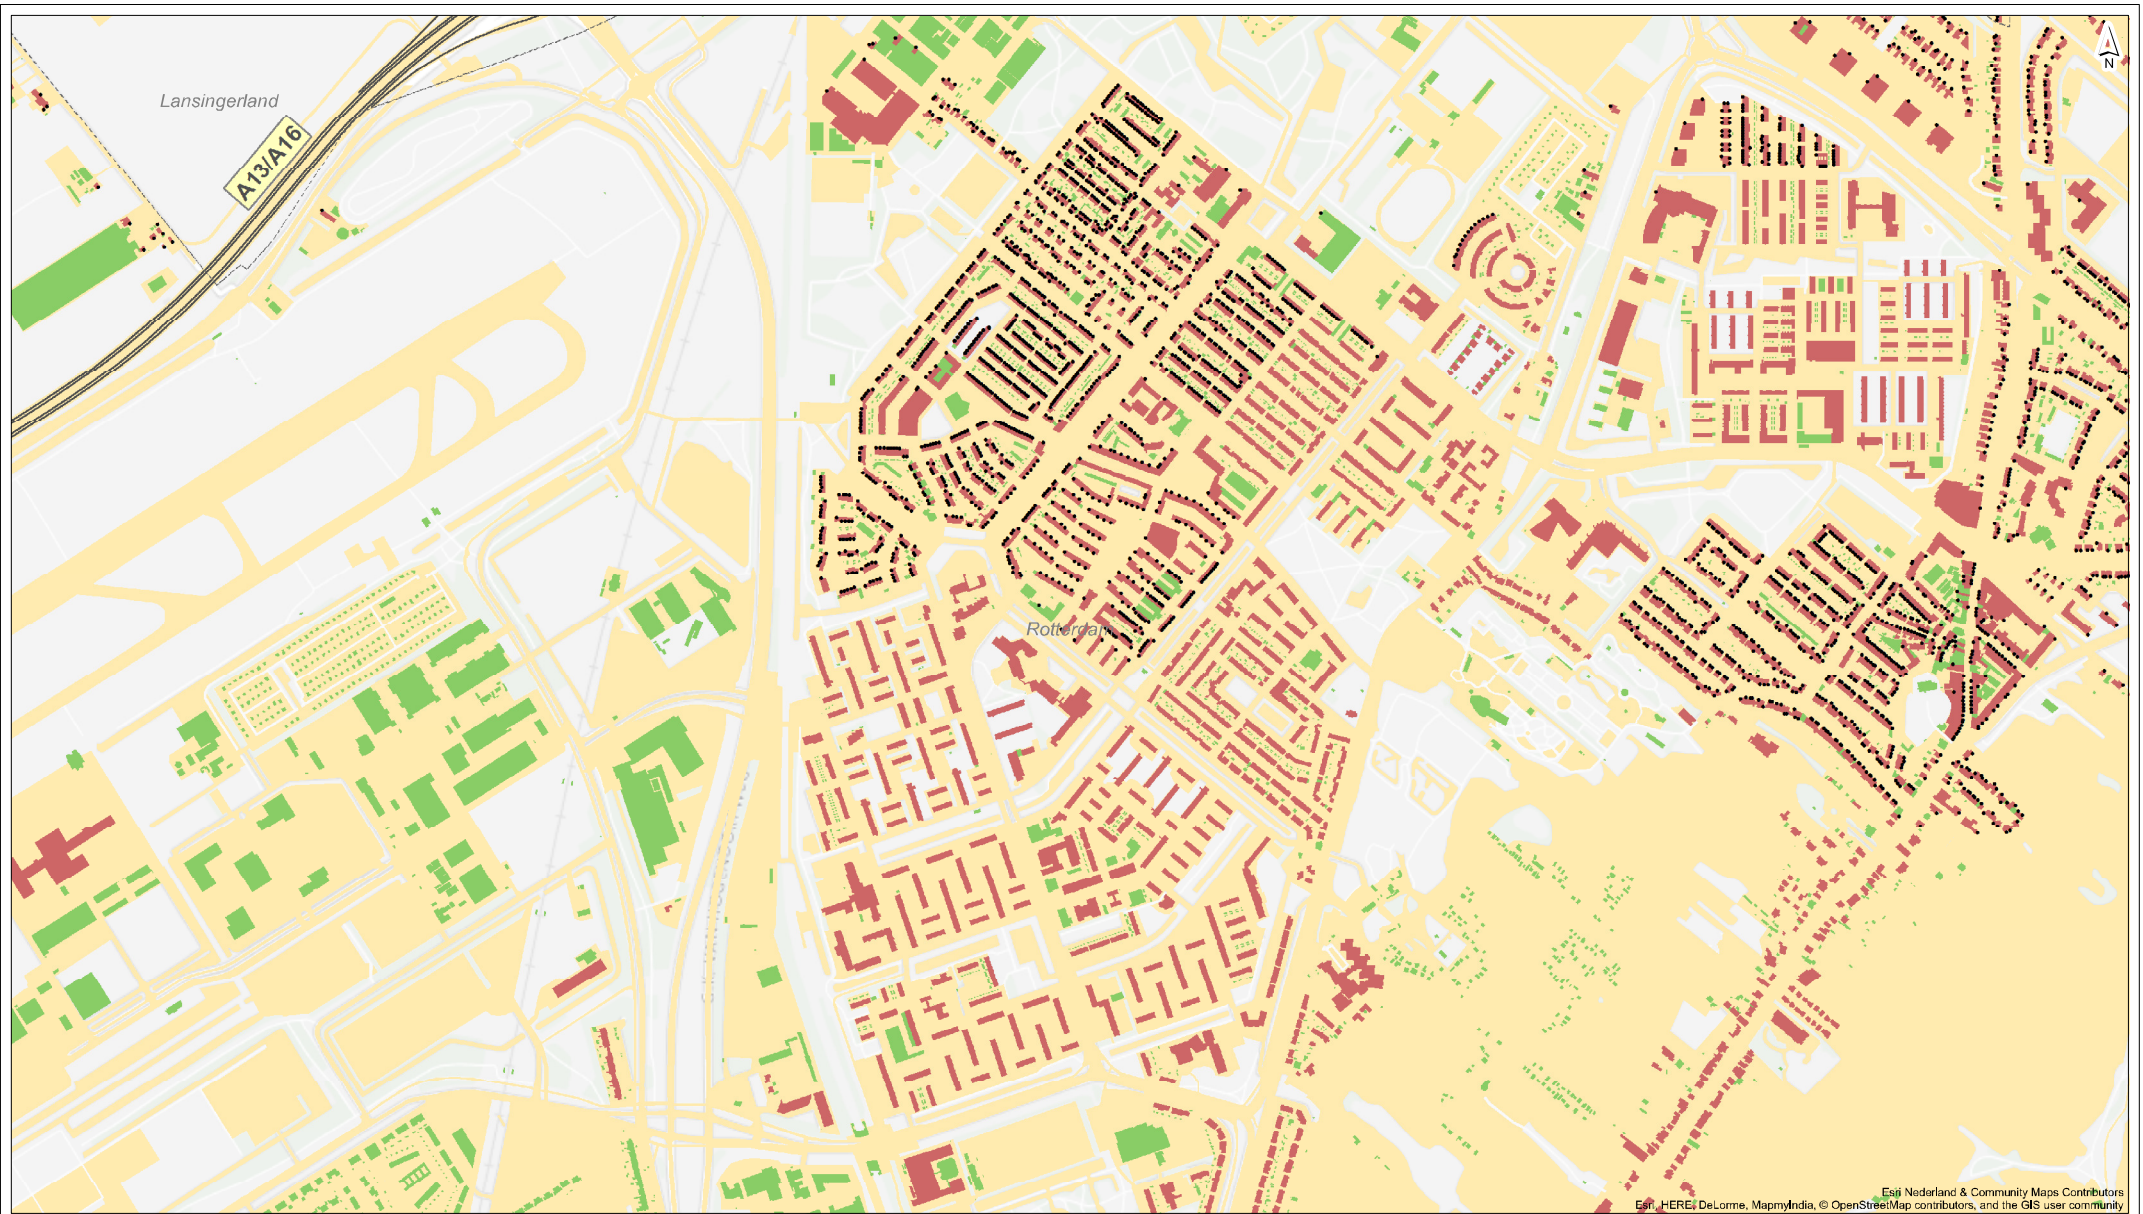 N
Lansingerland
A13/A16
Rotterdam
Esri Nederland & Community Maps Contributors
Esri, HERE, DeLorme, MapmyIndia, © OpenStreetMap contributors, and the GIS user community